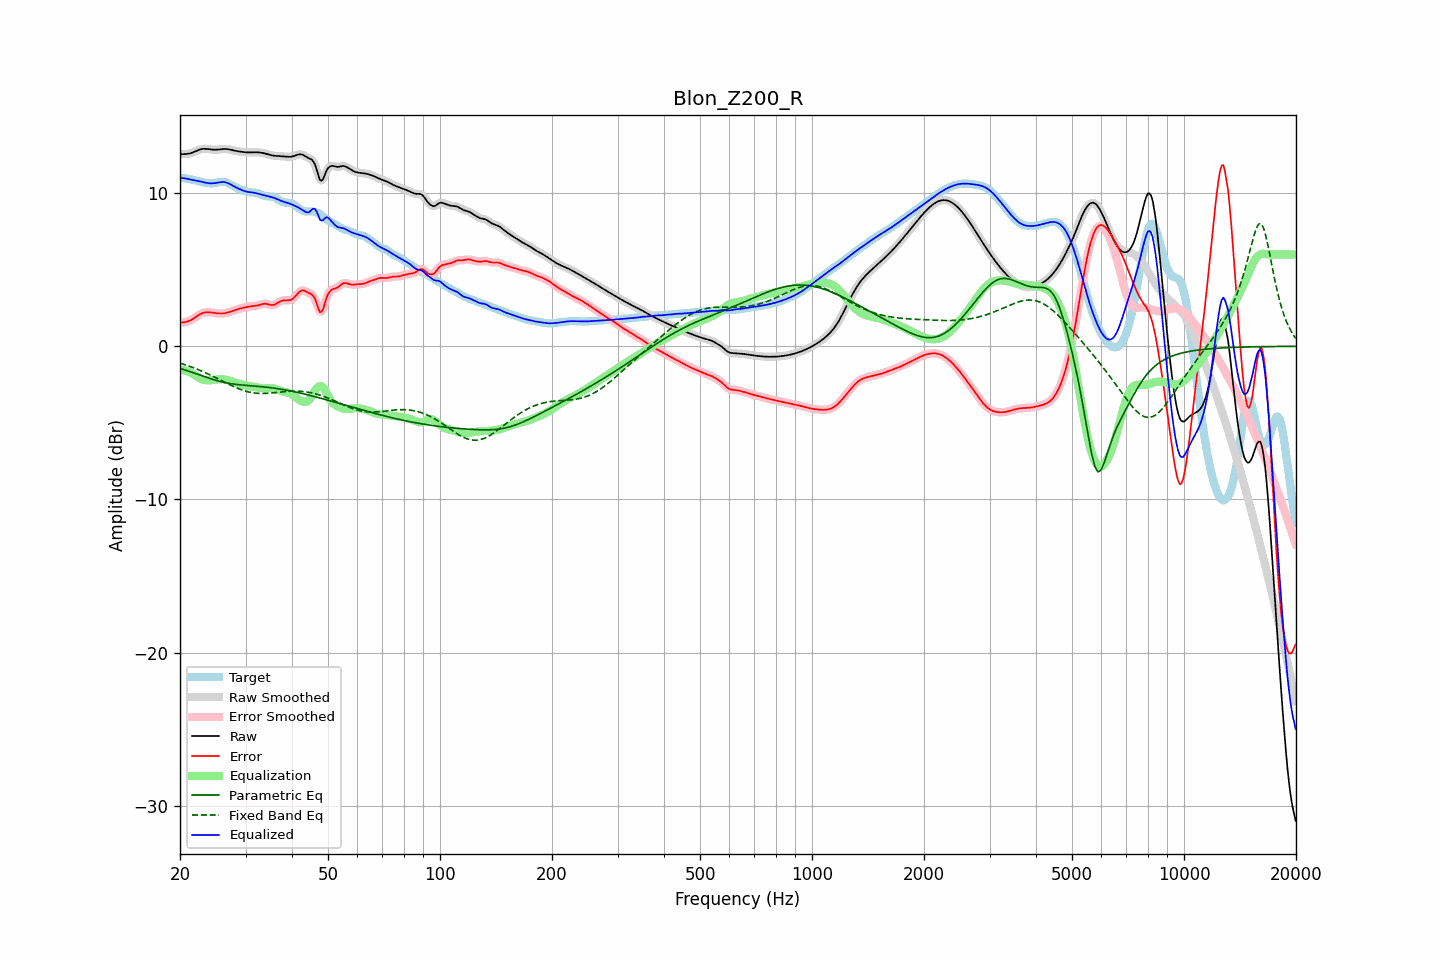 Blon_Z200_R
Amplitude (dBr)
10
0
−10
−20
−30
Target
Raw Smoothed
Error Smoothed
Raw
Error
Equalization
Parametric Eq
Fixed Band Eq
Equalized
20 50 100 200 500 1000 2000 5000 10000 20000
Frequency (Hz)